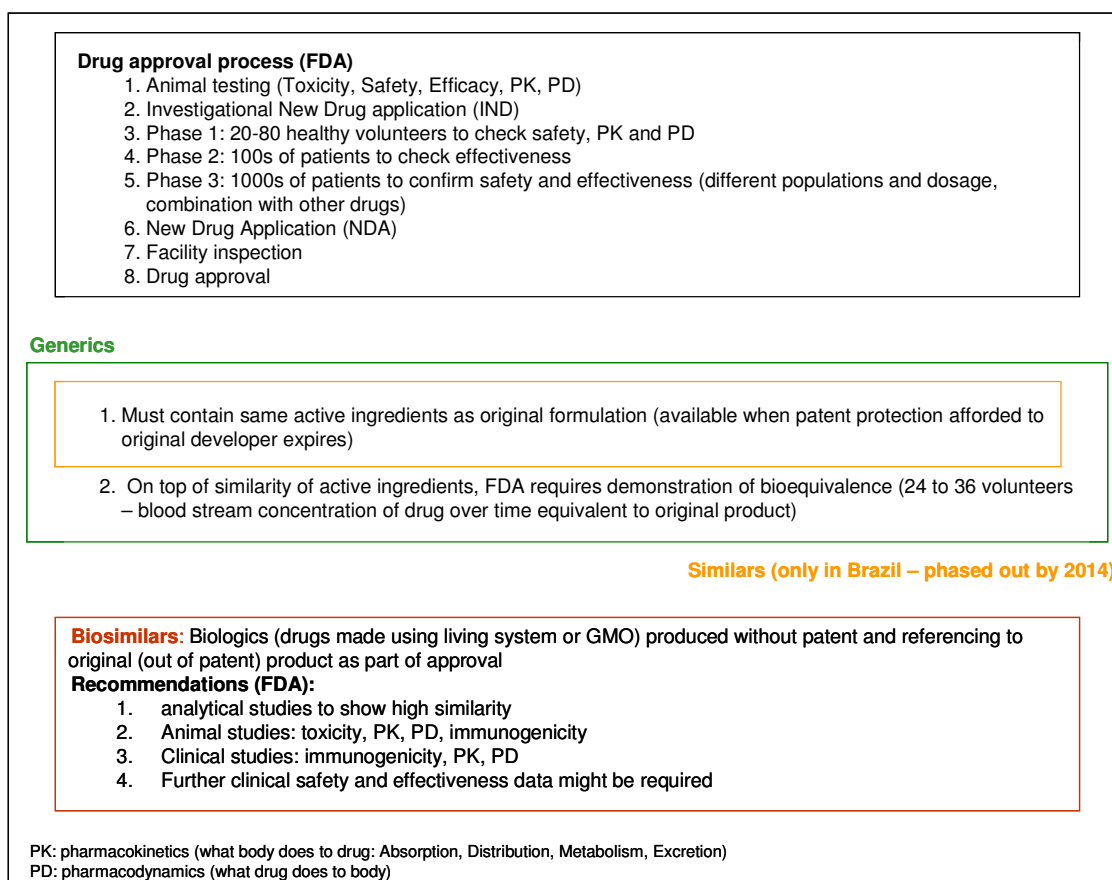 Drug approval process (FDA)
1. Animal testing (Toxicity, Safety, Efficacy, PK, PD)
2. Investigational New Drug application (IND)
3. Phase 1: 20-80 healthy volunteers to check safety, PK and PD
4. Phase 2: 100s of patients to check effectiveness
5. Phase 3: 1000s of patients to confirm safety and effectiveness (different populations and dosage,
combination with other drugs)
6. New Drug Application (NDA)
7. Facility inspection
8. Drug approval
Generics
1. Must contain same active ingredients as original formulation (available when patent protection afforded to
original developer expires)
2. On top of similarity of active ingredients, FDA requires demonstration of bioequivalence (24 to 36 volunteers
– blood stream concentration of drug over time equivalent to original product)
Similars (only in Brazil – phased out by 2014)
Biosimilars: Biologics (drugs made using living system or GMO) produced without patent and referencing to
original (out of patent) product as part of approval
Recommendations (FDA):
1. analytical studies to show high similarity
2. Animal studies: toxicity, PK, PD, immunogenicity
3. Clinical studies: immunogenicity, PK, PD
4. Further clinical safety and effectiveness data might be required
PK: pharmacokinetics (what body does to drug: Absorption, Distribution, Metabolism, Excretion)
PD: pharmacodynamics (what drug does to body)